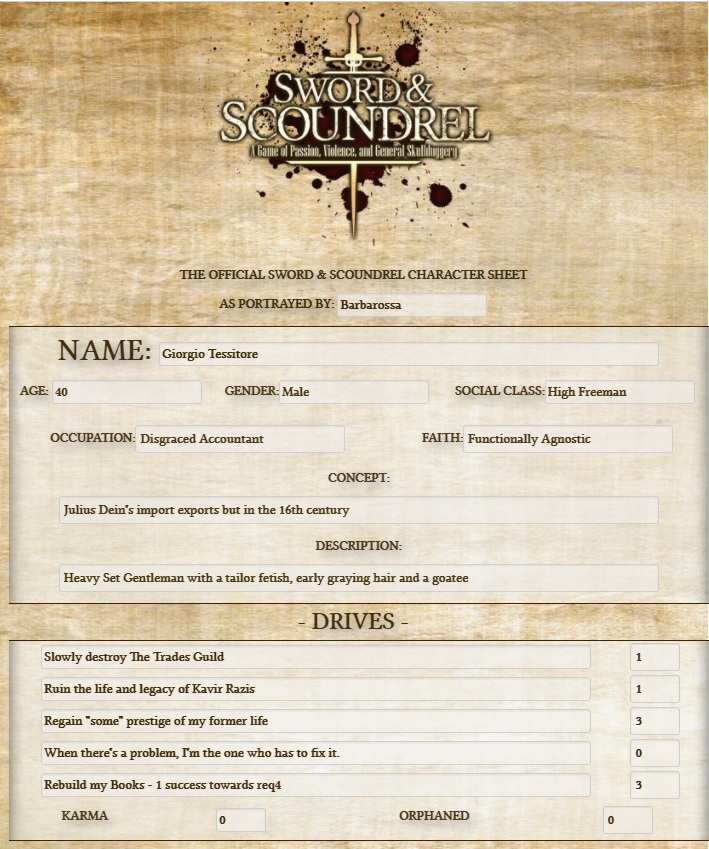 SWORD &
SCOUNDREL
A Game of Passion, Violence, and General Skullduggery
THE OFFICIAL SWORD & SCOUNDREL CHARACTER SHEET
AS PORTRAYED BY: Barbarossa
NAME: Giorgio Tessitore
AGE: 40 GENDER: Male SOCIAL CLASS: High Freeman
OCCUPATION: Disgraced Accountant FAITH: Functionally Agnostic
CONCEPT:
Julius Dein's import exports but in the 16th century
DESCRIPTION:
Heavy Set Gentleman with a tailor fetish, early graying hair and a goatee
- DRIVES -
Slowly destroy The Trades Guild 1
Ruin the life and legacy of Kavir Razis 1
Regain "some" prestige of my former life 3
When there's a problem, I'm the one who has to fix it. 0
Rebuild my Books - 1 success towards req4 3
KARMA 0 ORPHANED 0